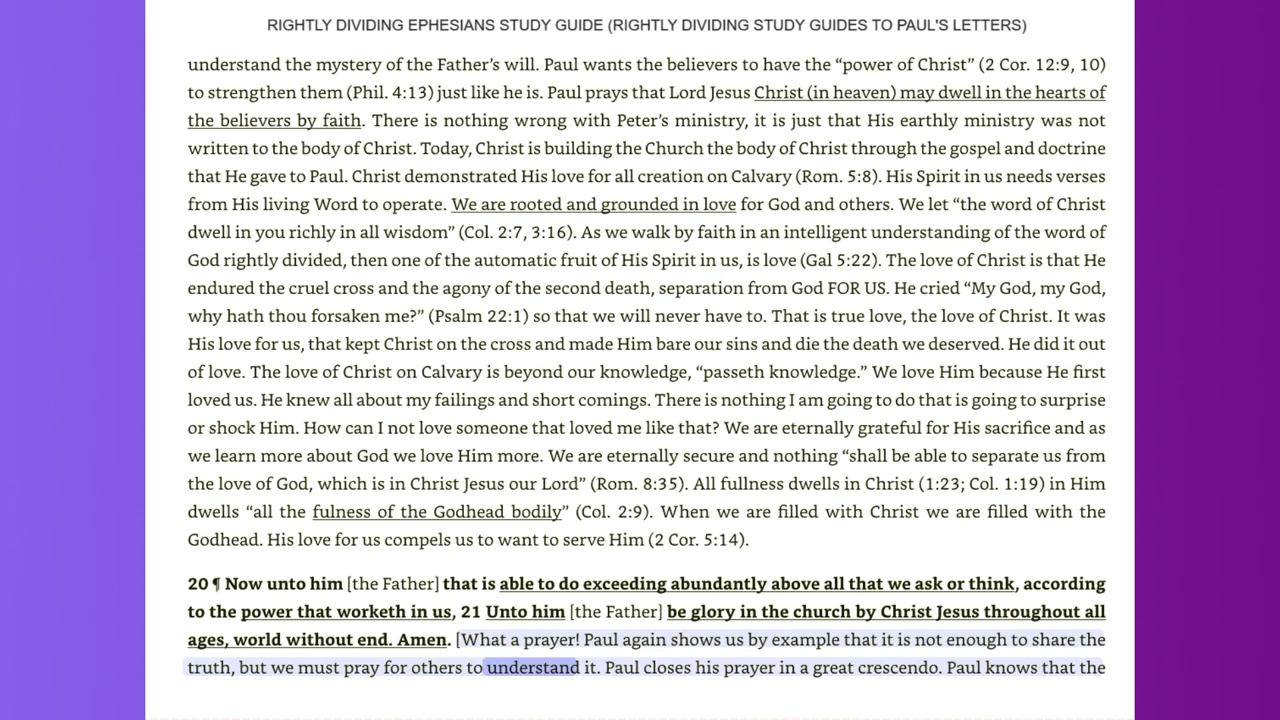 RIGHTLY DIVIDING EPHESIANS STUDY GUIDE (RIGHTLY DIVIDING STUDY GUIDES TO PAUL'S LETTERS)
understand the mystery of the Father’s will. Paul wants the believers to have the “power of Christ” (2 Cor. 12:9, 10)
to strengthen them (Phil. 4:13) just like he is. Paul prays that Lord Jesus Christ (in heaven) may dwell in the hearts of
the believers by faith. There is nothing wrong with Peter’s ministry, it is just that His earthly ministry was not
written to the body of Christ. Today, Christ is building the Church the body of Christ through the gospel and doctrine
that He gave to Paul. Christ demonstrated His love for all creation on Calvary (Rom. 5:8). His Spirit in us needs verses
from His living Word to operate. We are rooted and grounded in love for God and others. We let “the word of Christ
dwell in you richly in all wisdom” (Col. 2:7, 3:16). As we walk by faith in an intelligent understanding of the word of
God rightly divided, then one of the automatic fruit of His Spirit in us, is love (Gal 5:22). The love of Christ is that He
endured the cruel cross and the agony of the second death, separation from God FOR US. He cried “My God, my God,
why hath thou forsaken me?” (Psalm 22:1) so that we will never have to. That is true love, the love of Christ. It was
His love for us, that kept Christ on the cross and made Him bare our sins and die the death we deserved. He did it out
of love. The love of Christ on Calvary is beyond our knowledge, “passeth knowledge.” We love Him because He first
loved us. He knew all about my failings and short comings. There is nothing I am going to do that is going to surprise
or shock Him. How can I not love someone that loved me like that? We are eternally grateful for His sacrifice and as
we learn more about God we love Him more. We are eternally secure and nothing “shall be able to separate us from
the love of God, which is in Christ Jesus our Lord” (Rom. 8:35). All fullness dwells in Christ (1:23; Col. 1:19) in Him
dwells “all the fulness of the Godhead bodily” (Col. 2:9). When we are filled with Christ we are filled with the
Godhead. His love for us compels us to want to serve Him (2 Cor. 5:14).
20 ¶ Now unto him [the Father] that is able to do exceeding abundantly above all that we ask or think, according
to the power that worketh in us, 21 Unto him [the Father] be glory in the church by Christ Jesus throughout all
ages, world without end. Amen. [What a prayer! Paul again shows us by example that it is not enough to share the
truth, but we must pray for others to understand it. Paul closes his prayer in a great crescendo. Paul knows that the